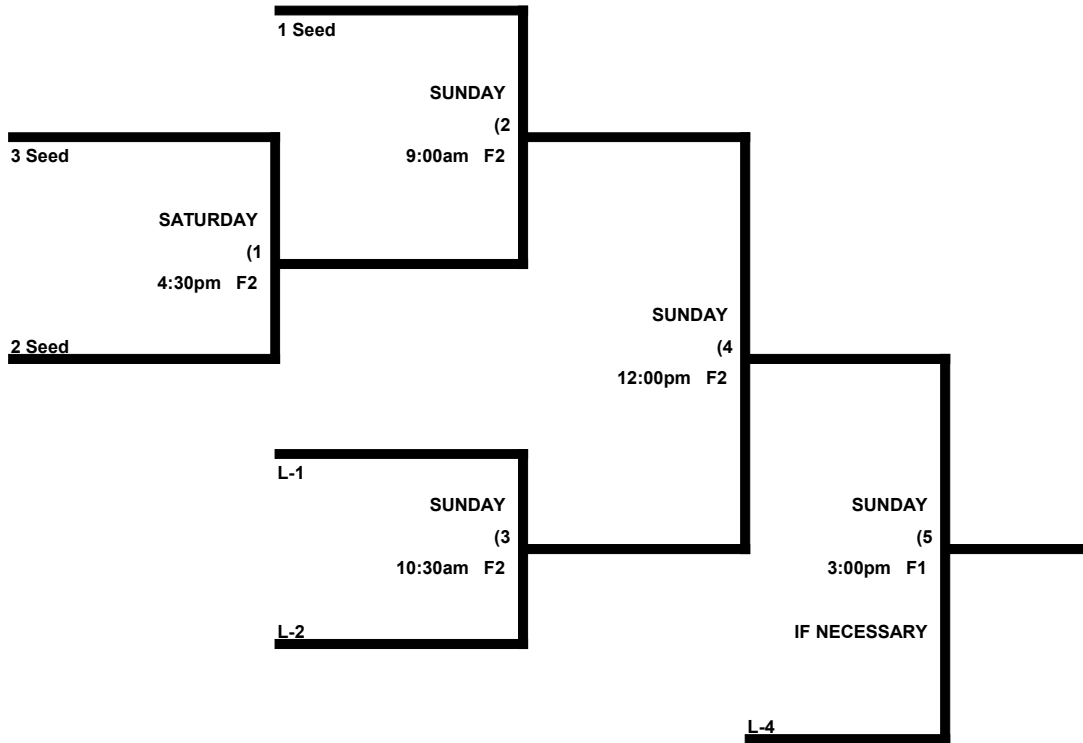 1 Seed
SUNDAY
(2
9:00am F2
3 Seed
SATURDAY
(1
4:30pm F2
2 Seed
SUNDAY
(4
12:00pm F2
L-1
SUNDAY
(3
10:30am F2
L-2
SUNDAY
(5
3:00pm F1
IF NECESSARY
L-4